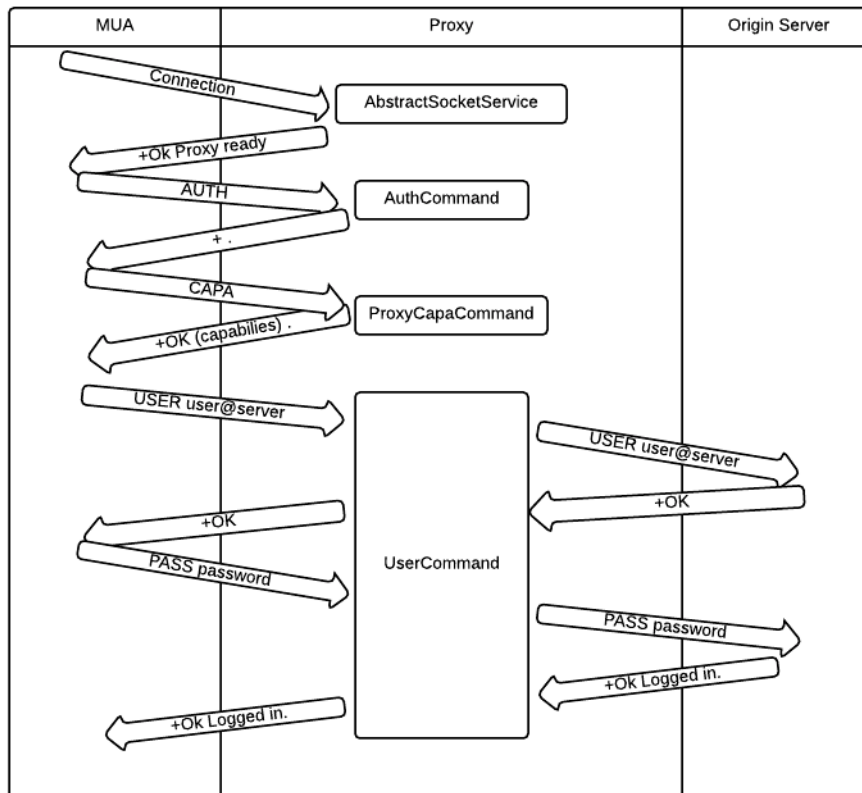 MUA
Proxy
Origin Server
Connection
AbstractSocketService
+Ok Proxy ready
AUTH
AuthCommand
+ .
CAPA
ProxyCapaCommand
+OK (capabilies) .
USER user@server
USER user@server
+OK
+OK
UserCommand
PASS password
PASS password
+Ok Logged in.
+Ok Logged in.